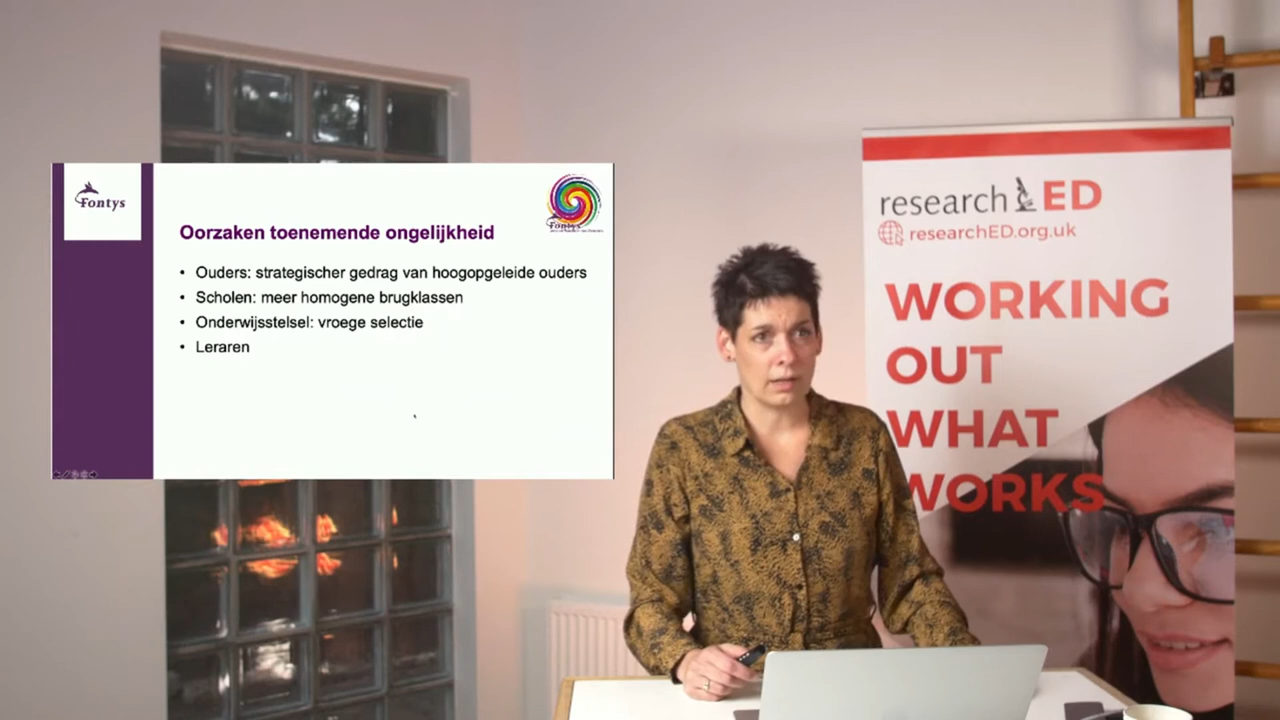 Fontys
Fontys
Oorzaken toenemende ongelijkheid
• Ouders: strategischer gedrag van hoogopgeleide ouders
• Scholen: meer homogene brugklassen
• Onderwijsstelsel: vroege selectie
• Leraren
research ED
researchED.org.uk
WORKING
OUT
WHAT
WORKS